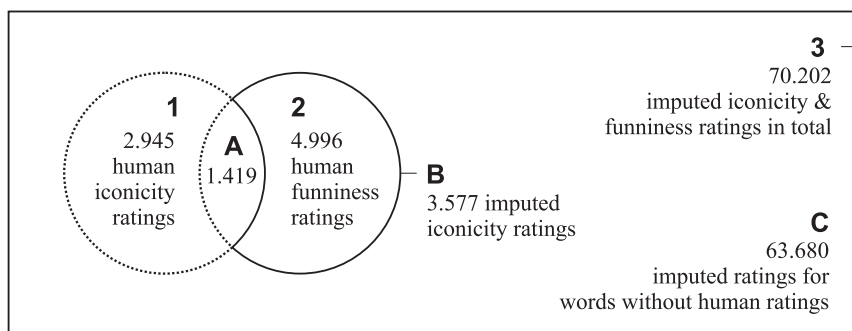 1
2.945
human
iconicity
ratings
A
1.419
2
4.996
human
funniness
ratings
B
3.577 imputed
iconicity ratings
3
70.202
imputed iconicity &
funniness ratings in total
C
63.680
imputed ratings for
words without human ratings